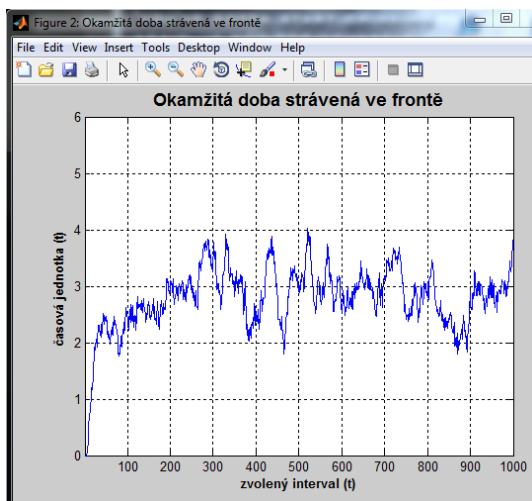 Figure 2: Okamžitá doba strávená ve frontě
File Edit View Insert Tools Desktop Window Help
Okamžitá doba strávená ve frontě
6
5
4
3
2
1
0
časová jednotka (t)
100 200 300 400 500 600 700 800 900 1000
zvolený interval (t)